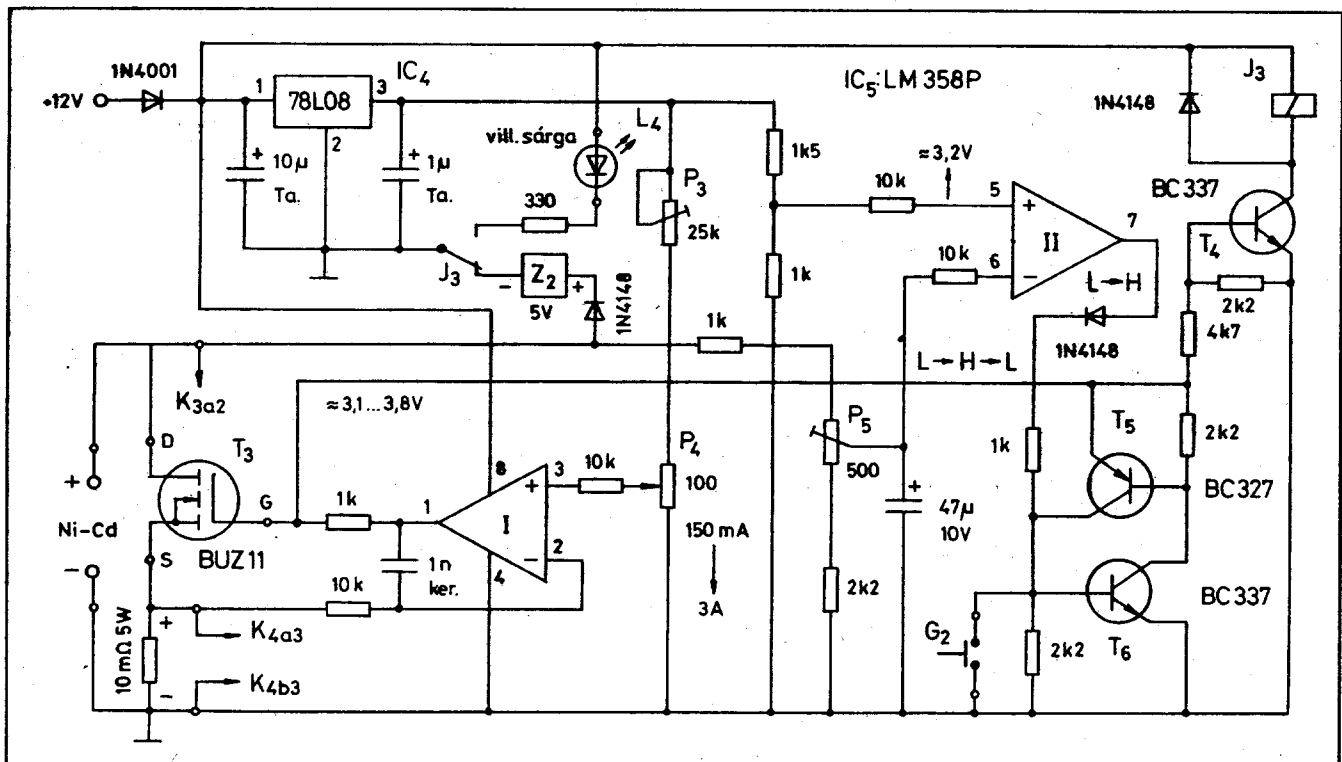 1N4001
+12V
1
78L08
3
IC4
2
+
10µ
Ta.
+
1µ
Ta.
vill. sárga
L4
330
J3
-
Z2
+
5V
1N4148
P3
25k
1k5
1k
IC5:LM 358P
10k
≈3,2V
5
+
II
7
10k
6
-
L→H
1N4148
1N4148
J3
BC337
T4
2k2
4k7
1k
L→H→L
K3a2
≈3,1...3,8V
D
T3
G
S
BUZ11
+
Ni-Cd
-
1k
1
8
3
+
I
-
2
4
10k
P4
100
1n
ker.
10k
150 mA
3A
P5
500
+
47µ
10V
2k2
1k
T5
2k2
BC327
BC337
T6
G2
2k2
10mΩ 5W
+
-
K4a3
K4b3